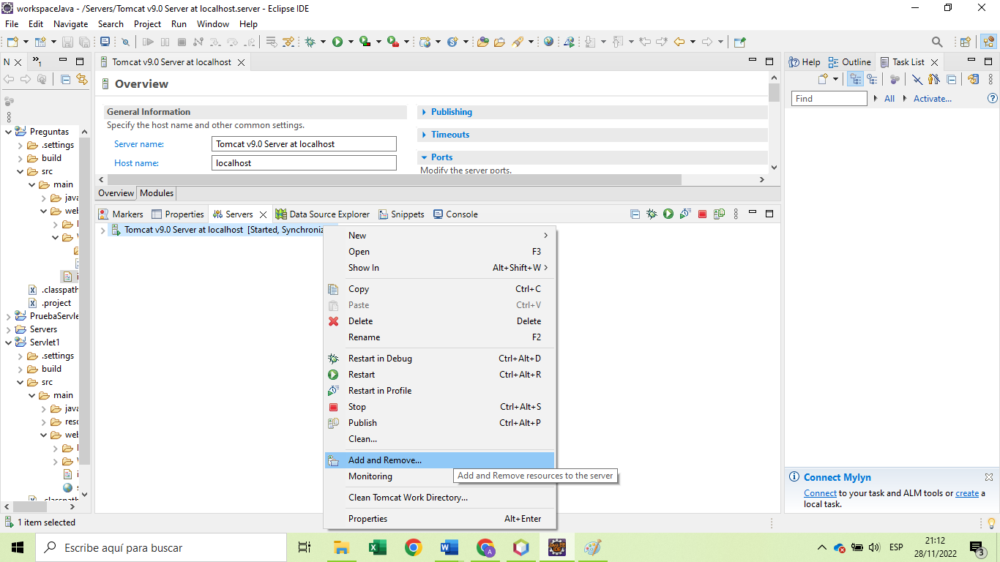 workspaceJava - /Servers/Tomcat v9.0 Server at localhost.server - Eclipse IDE
File Edit Navigate Search Project Run Window Help
N
1
Tomcat v9.0 Server at localhost
Help Outline Task List
Overview
Find All Activate...
General Information
Specify the host name and other common settings.
Server name: Tomcat v9.0 Server at localhost
Host name: localhost
Publishing
Timeouts
Ports
Modify the server ports.
Overview Modules
Markers Properties Servers Data Source Explorer Snippets Console
Tomcat v9.0 Server at localhost [Started, Synchroniz
Preguntas
.settings
build
src
main
java
web
.classpath
.project
PruebaServle
Servers
Servlet1
.settings
build
src
main
java
reso
web
.classpath
New
Open F3
Show In Alt+Shift+W
Copy Ctrl+C
Paste Ctrl+V
Delete Delete
Rename F2
Restart in Debug Ctrl+Alt+D
Restart Ctrl+Alt+R
Restart in Profile
Stop Ctrl+Alt+S
Publish Ctrl+Alt+P
Clean...
Add and Remove...
Monitoring
Add and Remove resources to the server
Clean Tomcat Work Directory...
Properties Alt+Enter
Connect Mylyn
Connect to your task and ALM tools or create a
local task.
1 item selected
Escribe aquí para buscar
ESP
21:12
28/11/2022
3